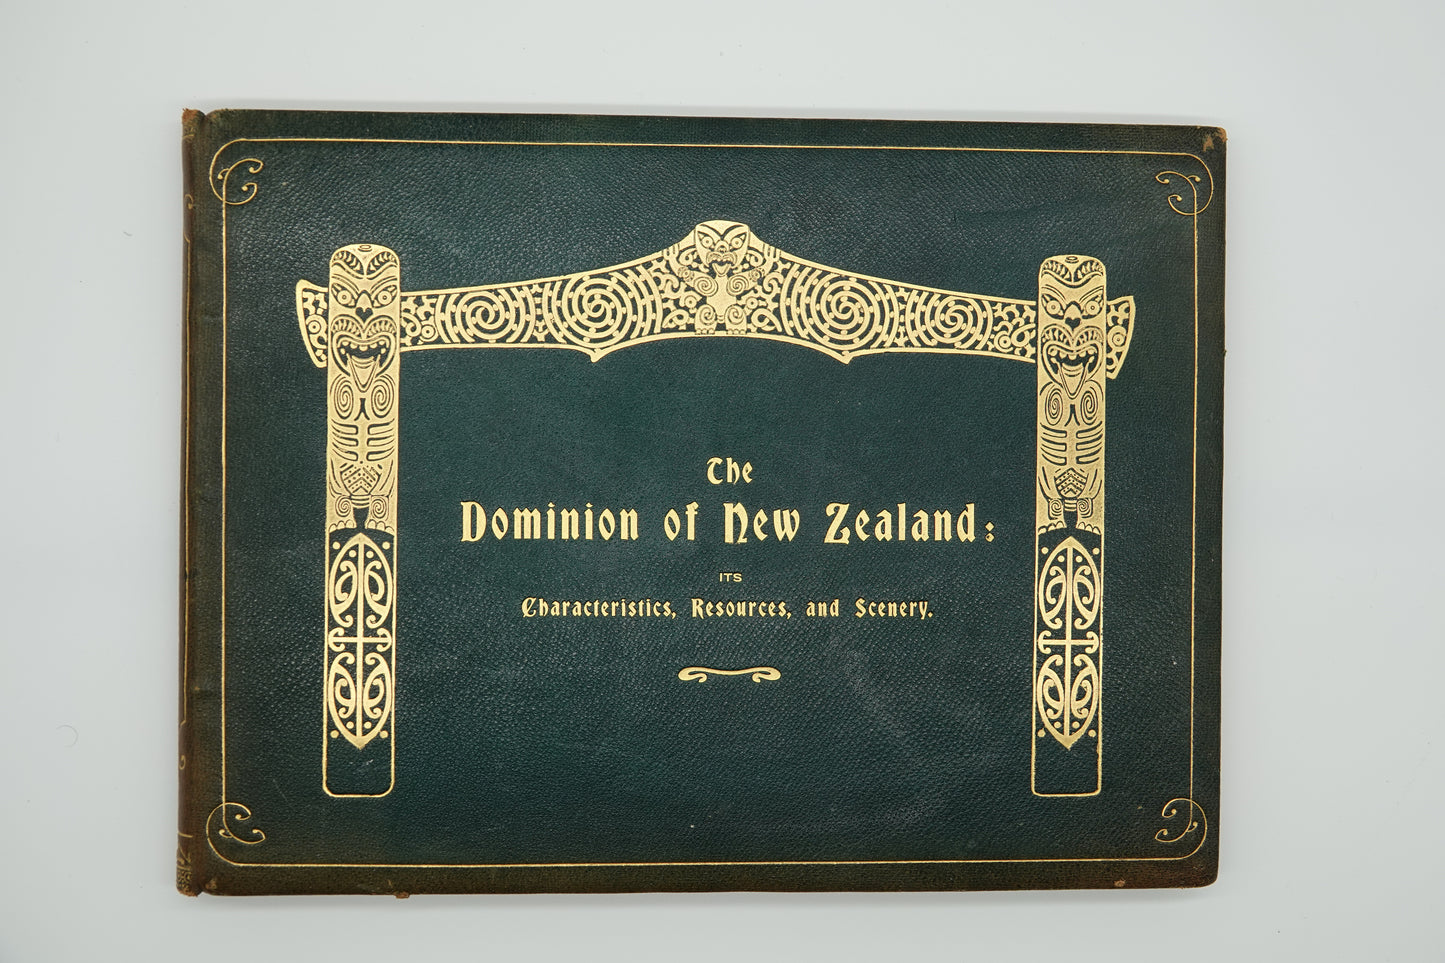 The
Dominion of New Zealand:
ITS
Characteristics, Resources, and Scenery.